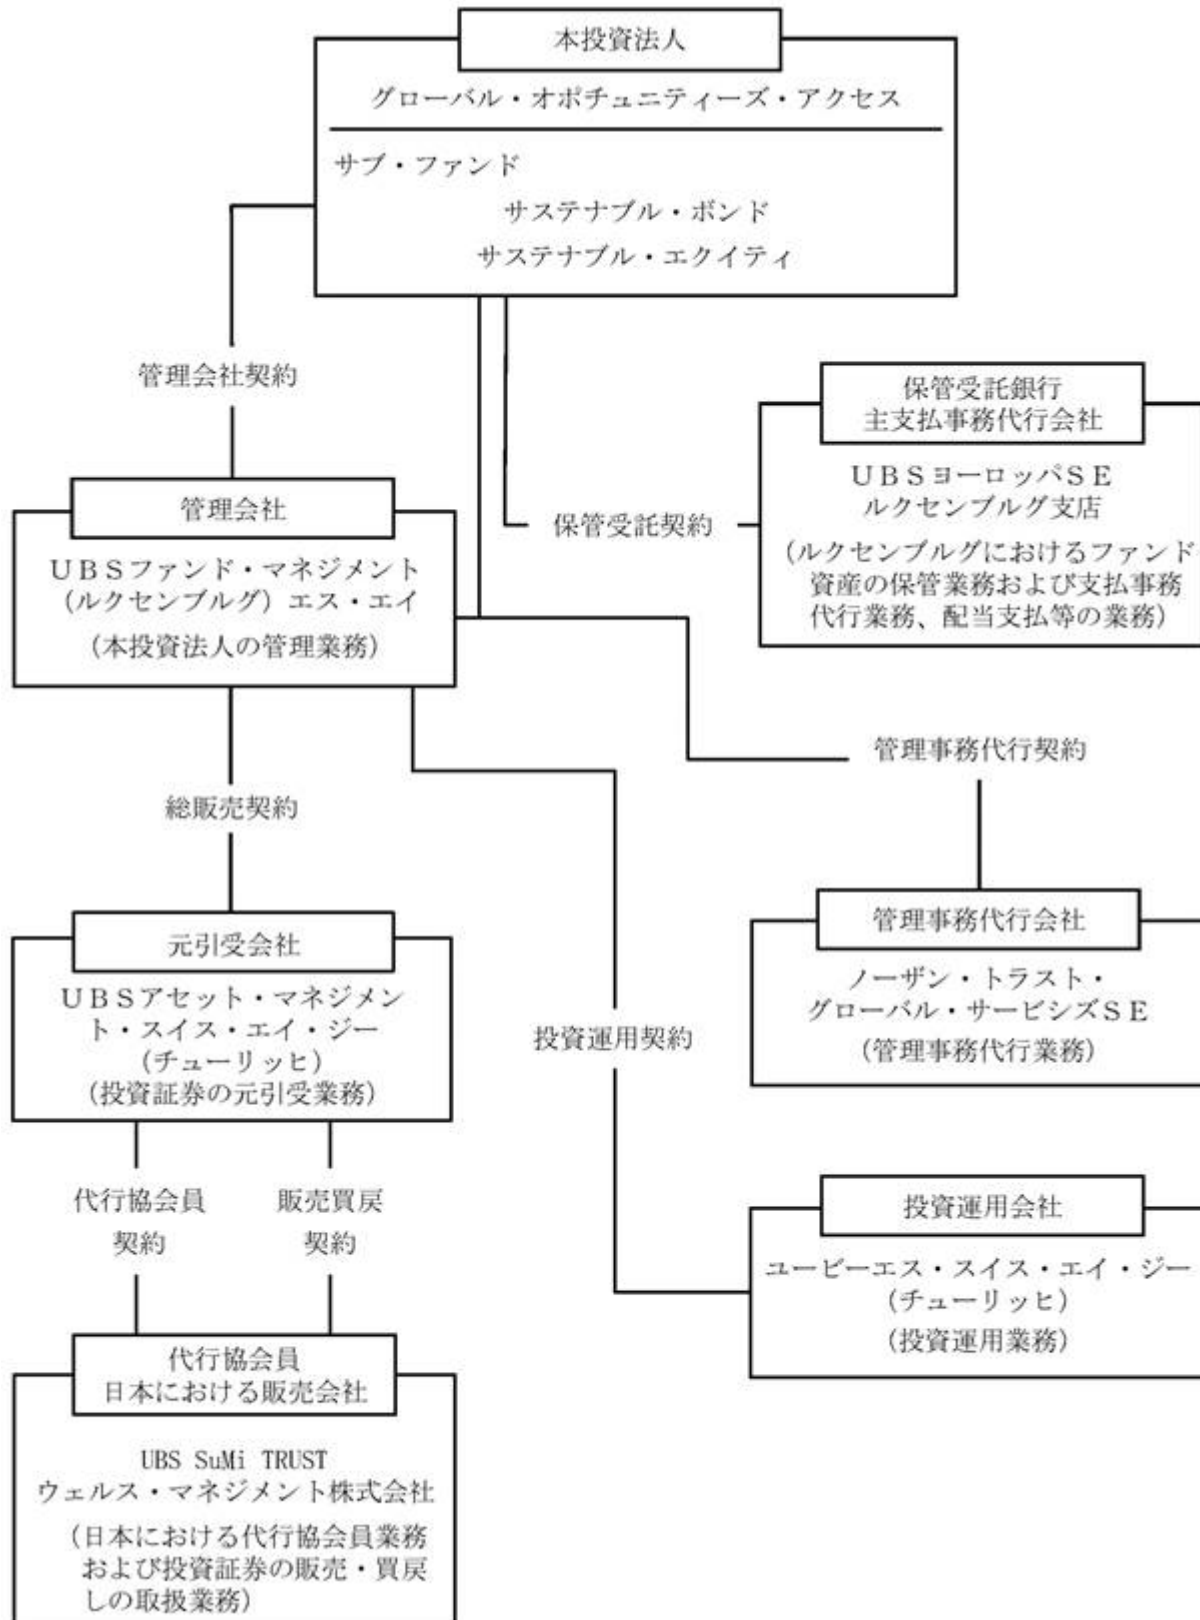 本投資法人
グローバル・オポチュニティーズ・アクセス
サブ・ファンド
サステナブル・ボンド
サステナブル・エクイティ
管理会社契約
保管受託銀行
主支払事務代行会社
ＵＢＳヨーロッパＳＥ
ルクセンブルグ支店
(ルクセンブルグにおけるファンド
資産の保管業務および支払事務
代行業務、配当支払等の業務)
保管受託契約
管理会社
ＵＢＳファンド・マネジメント
(ルクセンブルグ) エス・エイ
(本投資法人の管理業務)
管理事務代行契約
総販売契約
元引受会社
ＵＢＳアセット・マネジメン
ト・スイス・エイ・ジー
(チューリッヒ)
(投資証券の元引受業務)
管理事務代行会社
ノーザン・トラスト・
グローバル・サービシズＳＥ
(管理事務代行業務)
投資運用契約
代行協会員
契約
販売買戻
契約
投資運用会社
ユービーエス・スイス・エイ・ジー
(チューリッヒ)
(投資運用業務)
代行協会員
日本における販売会社
UBS SuMi TRUST
ウェルス・マネジメント株式会社
(日本における代行協会員業務
および投資証券の販売・買戻
しの取扱業務)